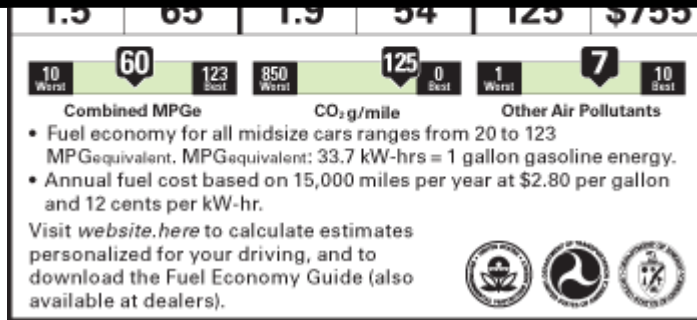 1.5 65 1.9 54 125 $755
60 125 7
10 Worst 123 Best 850 Worst 0 Best 1 Worst 10 Best
Combined MPGe CO₂ g/mile Other Air Pollutants
• Fuel economy for all midsize cars ranges from 20 to 123
MPGequivalent. MPGequivalent: 33.7 kW-hrs = 1 gallon gasoline energy.
• Annual fuel cost based on 15,000 miles per year at $2.80 per gallon
and 12 cents per kW-hr.
Visit website.here to calculate estimates
personalized for your driving, and to
download the Fuel Economy Guide (also
available at dealers).